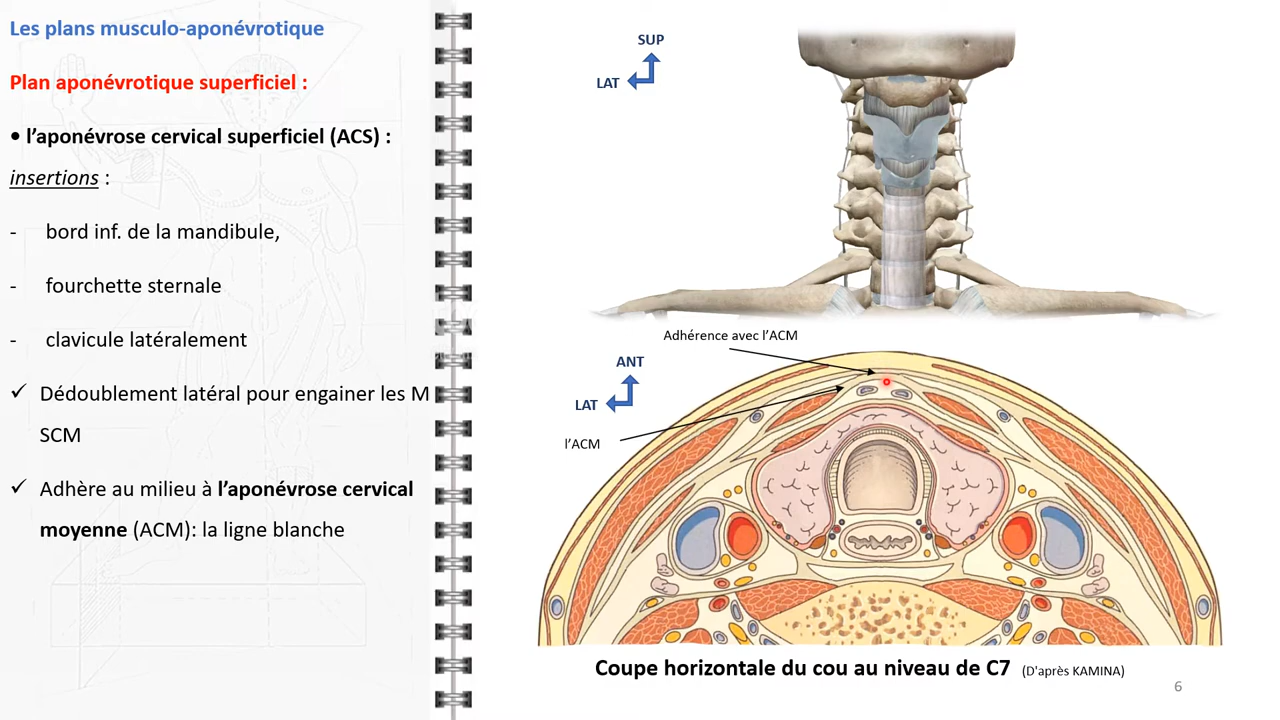 Les plans musculo-aponévrotique
Plan aponévrotique superficiel :
• l'aponévrose cervical superficiel (ACS) :
insertions :
- bord inf. de la mandibule,
- fourchette sternale
- clavicule latéralement
✓ Dédoublement latéral pour engainer les M
SCM
✓ Adhère au milieu à l'aponévrose cervical
moyenne (ACM): la ligne blanche
SUP
LAT
Adhérence avec l'ACM
ANT
LAT
l'ACM
Coupe horizontale du cou au niveau de C7 (D'après KAMINA)
6